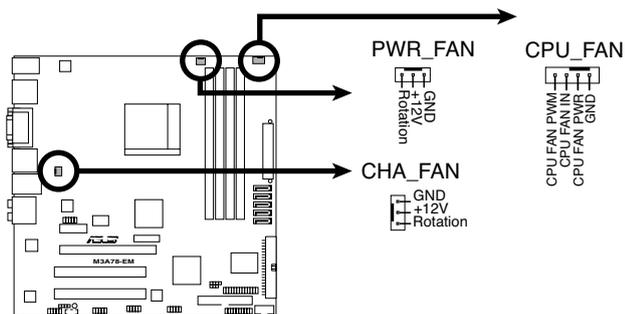 PWR_FAN
Rotation
+12V
GND
CPU_FAN
CPU FAN PWM
CPU FAN IN
CPU FAN PWR
GND
CHA_FAN
GND
+12V
Rotation
ASUS
M3A78-EM